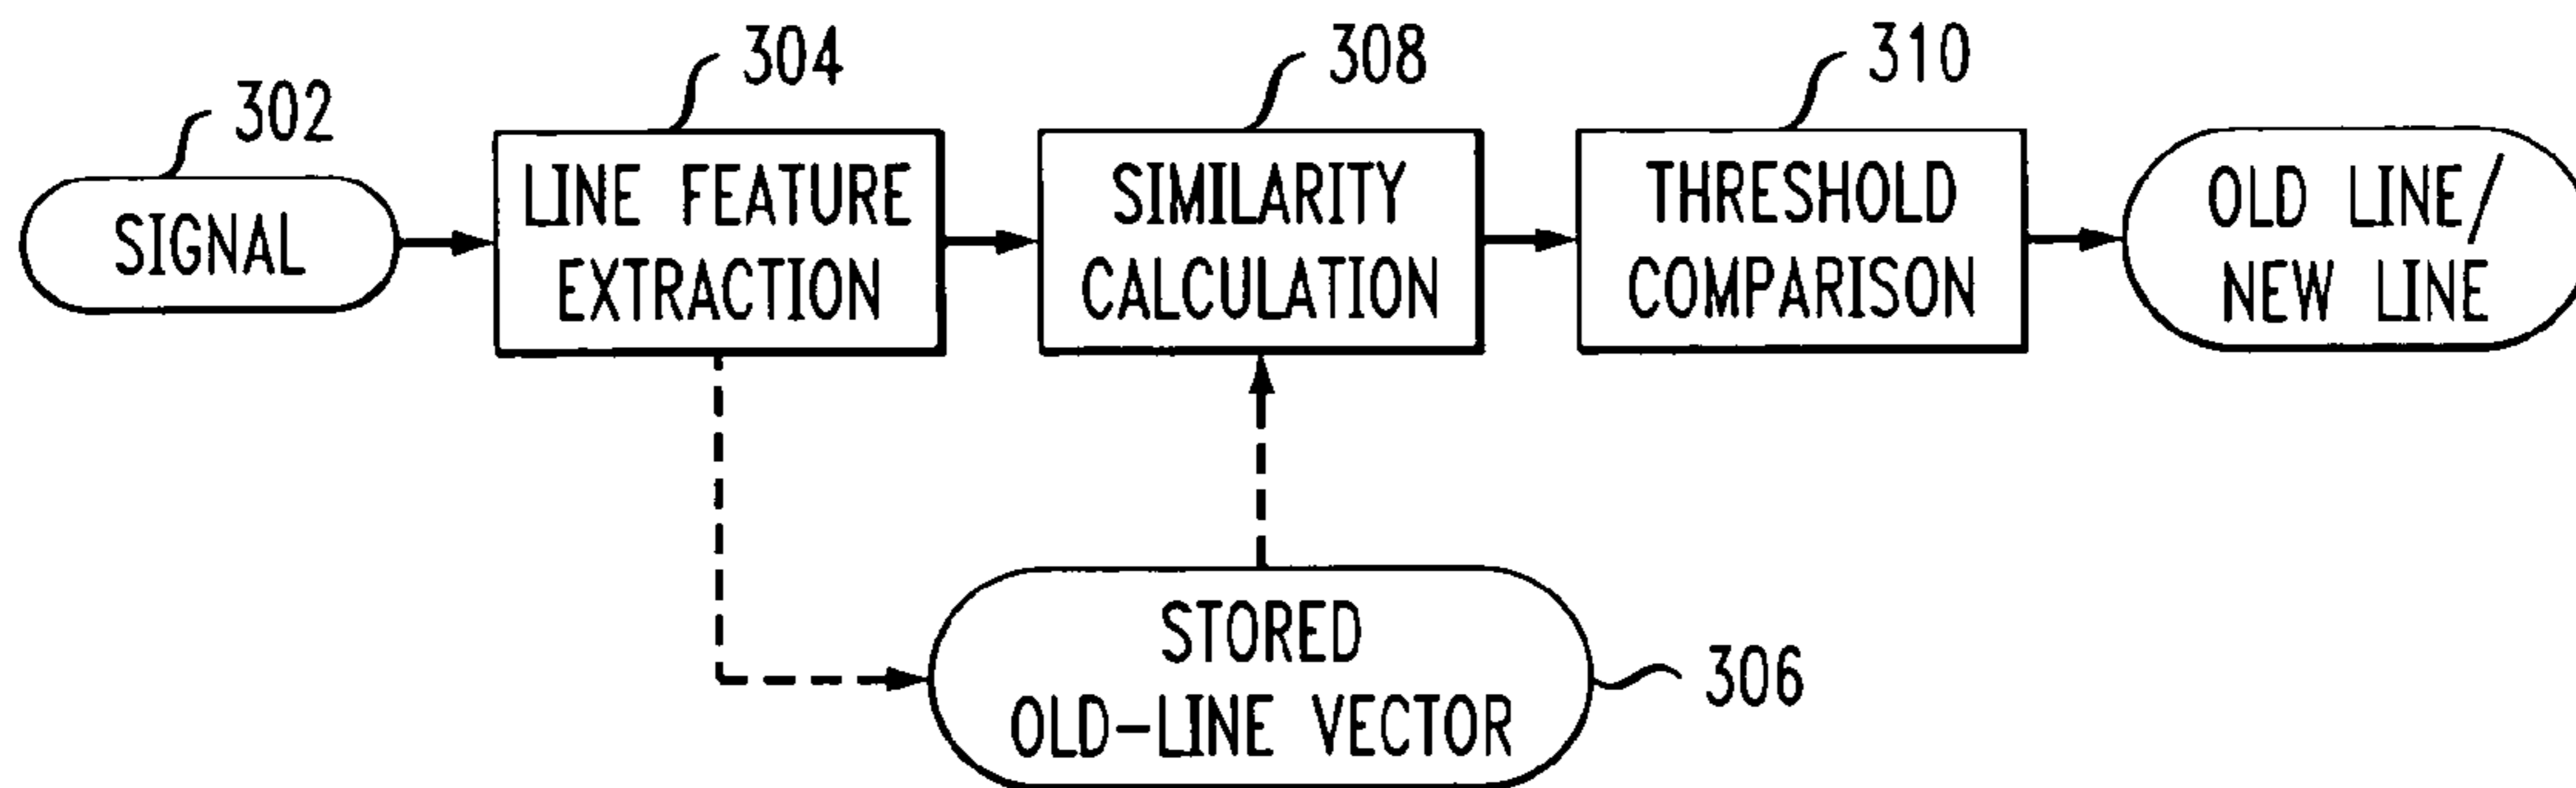 302
SIGNAL
304
LINE FEATURE
EXTRACTION
308
SIMILARITY
CALCULATION
310
THRESHOLD
COMPARISON
OLD LINE/
NEW LINE
STORED
OLD-LINE VECTOR
306